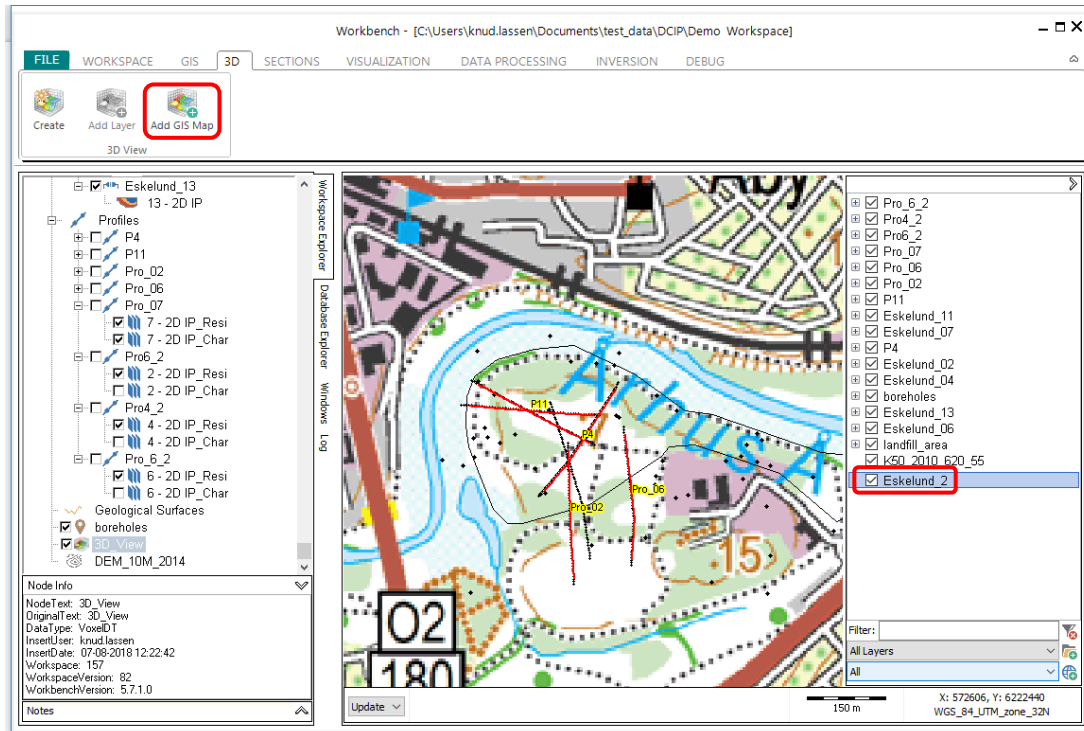 Workbench - [C:\Users\knud.lassen\Documents\test_data\DCIP\Demo Workspace]
FILE WORKSPACE GIS 3D SECTIONS VISUALIZATION DATA PROCESSING INVERSION DEBUG
Create Add Layer Add GIS Map
3D View
Eskelund_13
13 - 2D IP
Profiles
P4
P11
Pro_02
Pro_06
Pro_07
7 - 2D IP_Resi
7 - 2D IP_Char
Pro6_2
2 - 2D IP_Resi
2 - 2D IP_Char
Pro4_2
4 - 2D IP_Resi
4 - 2D IP_Char
Pro_6_2
6 - 2D IP_Resi
6 - 2D IP_Char
Geological Surfaces
boreholes
3D_View
DEM_10M_2014
Node Info
NodeText: 3D_View
OriginalText: 3D_View
DataType: VoxelDT
InsertUser: knud.lassen
InsertDate: 07-08-2018 12:22:42
Workspace: 157
WorkspaceVersion: 82
WorkbenchVersion: 5.7.1.0
Notes
Workspace Explorer
Database Explorer
Windows
Log
Åby
Århus Å
P11
P4
Pro_06
Pro_02
15
O2
180
Update
150 m
X: 572606, Y: 6222440
WGS_84_UTM_zone_32N
Pro_6_2
Pro4_2
Pro6_2
Pro_07
Pro_06
Pro_02
P11
Eskelund_11
Eskelund_07
P4
Eskelund_02
Eskelund_04
boreholes
Eskelund_13
Eskelund_06
landfill_area
K50_2010_620_55
Eskelund_2
Filter:
All Layers
All